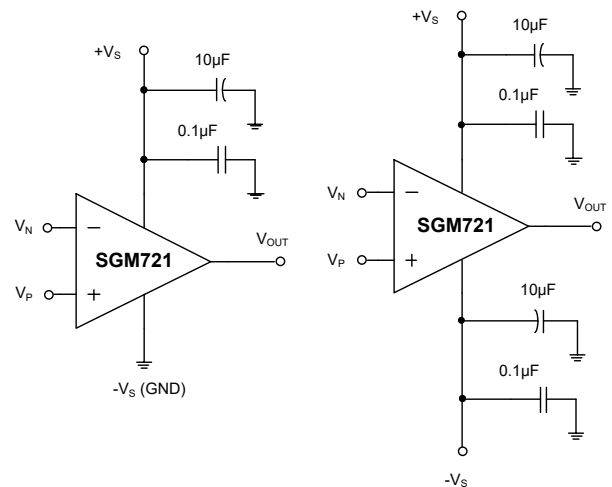 +VS
10µF
0.1µF
VN
VP
SGM721
VOUT
-VS (GND)
+VS
10µF
0.1µF
VN
VP
SGM721
VOUT
10µF
0.1µF
-VS